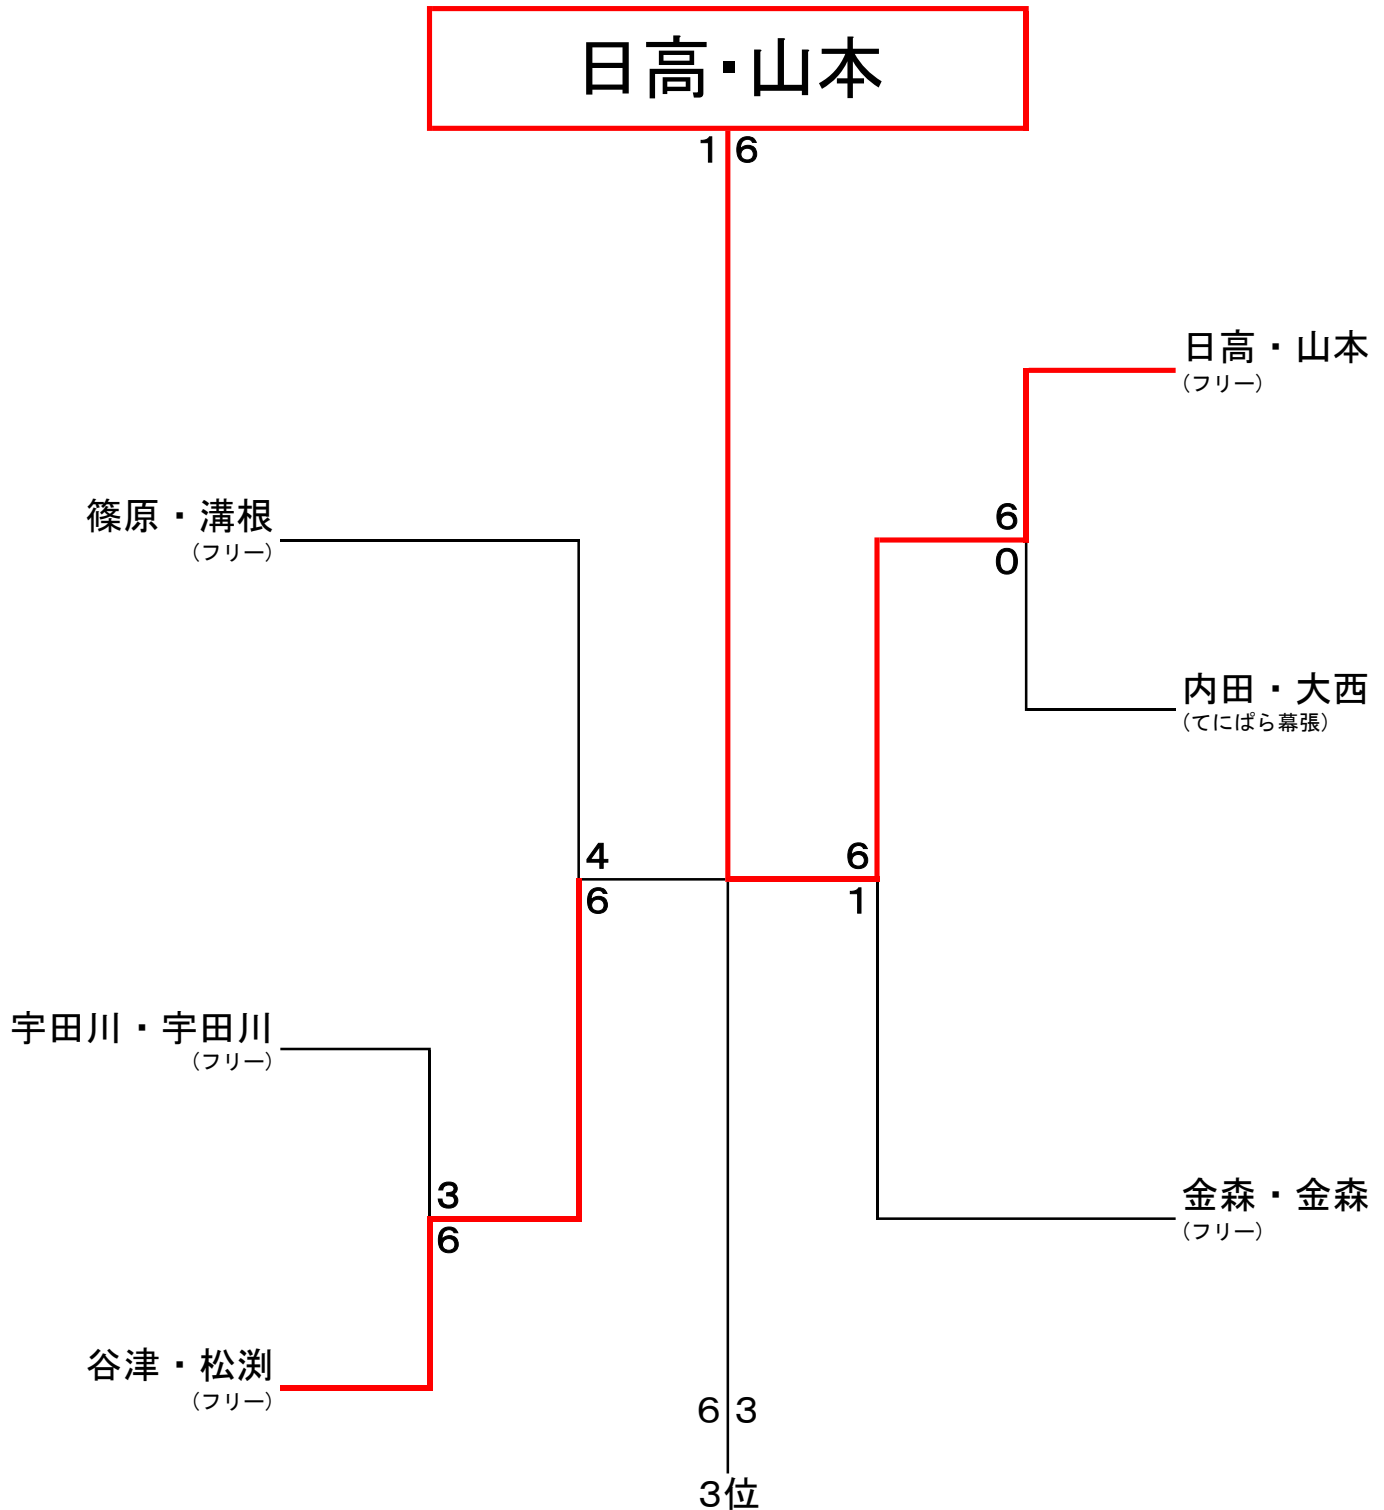 日高・山本
1 6
日高・山本
(フリー)
篠原・溝根
(フリー)
6
0
内田・大西
(てにぱら幕張)
4
6
6
1
宇田川・宇田川
(フリー)
3
6
金森・金森
(フリー)
谷津・松渕
(フリー)
6 3
3位